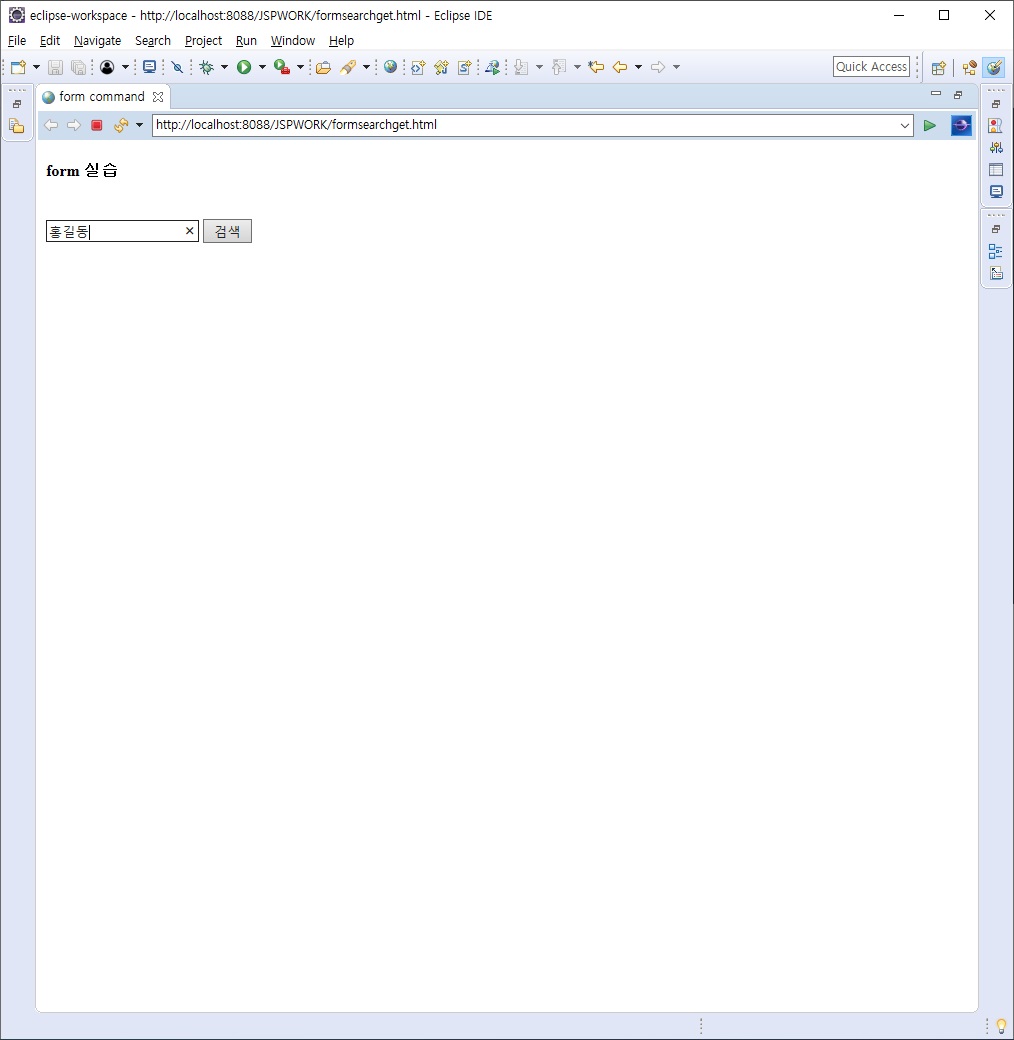 eclipse-workspace - http://localhost:8088/JSPWORK/formsearchget.html - Eclipse IDE
File Edit Navigate Search Project Run Window Help
Quick Access
form command
http://localhost:8088/JSPWORK/formsearchget.html
form 실습
홍길동 검색